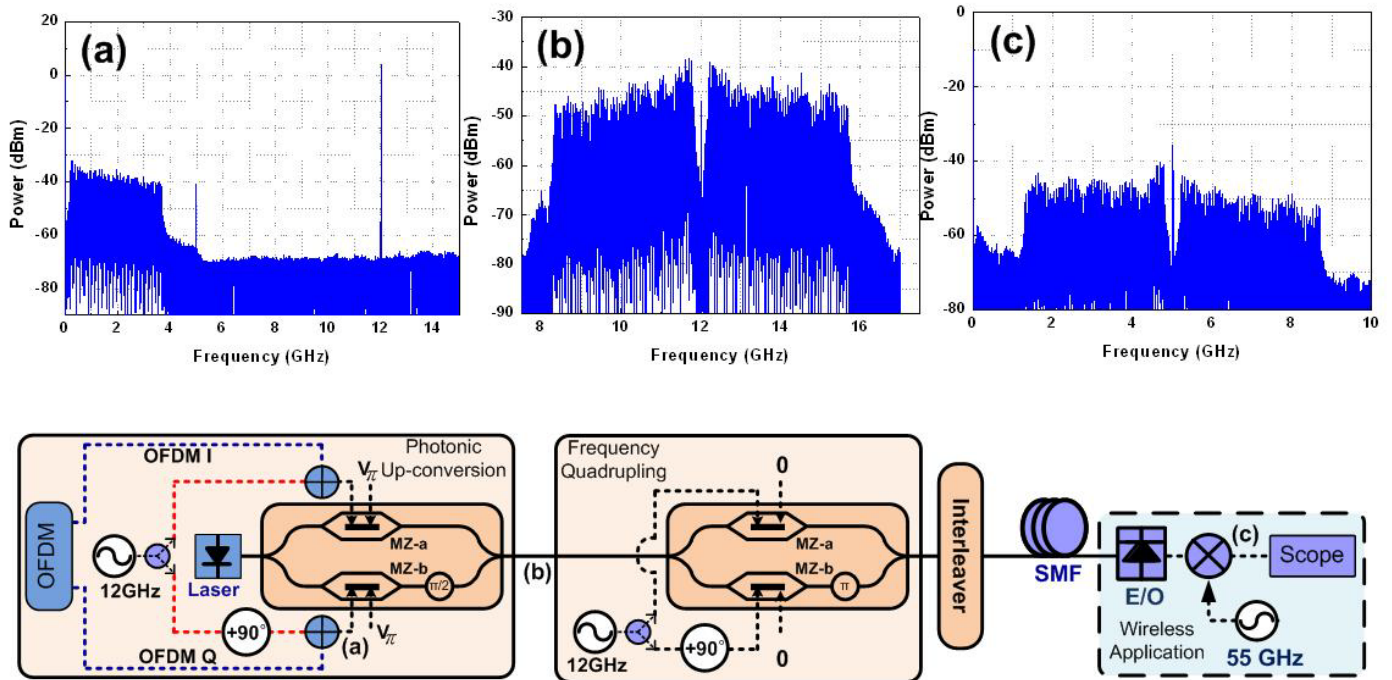 (a)
Power (dBm)
20
0
-20
-40
-60
-80
0 2 4 6 8 10 12 14
Frequency (GHz)
(b)
Power (dBm)
-30
-40
-50
-60
-70
-80
-90
8 10 12 14 16
Frequency (GHz)
(c)
Power (dBm)
0
-20
-40
-60
-80
0 2 4 6 8 10
Frequency (GHz)
OFDM
OFDM I
12GHz
Laser
+90°
OFDM Q
Vπ
Photonic
Up-conversion
MZ-a
MZ-b
π/2
(a)
Vπ
(b)
Frequency
Quadrupling
0
MZ-a
MZ-b
π
12GHz
+90°
0
Interleaver
SMF
E/O
(c)
Scope
Wireless
Application
55 GHz